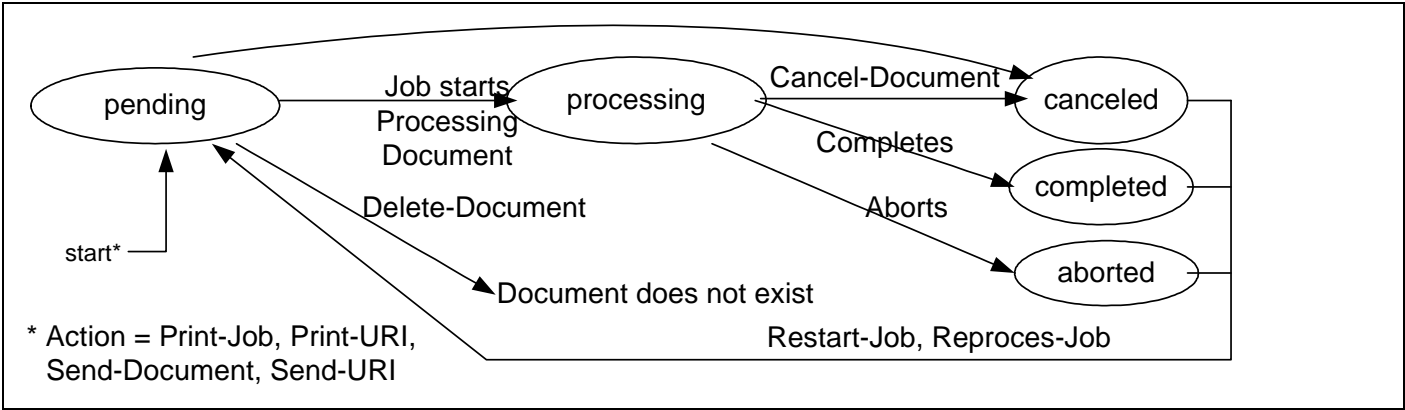 pending
Job starts
Processing
Document
processing
Cancel-Document
canceled
Completes
completed
Delete-Document
Aborts
start*
aborted
Document does not exist
* Action = Print-Job, Print-URI,
Send-Document, Send-URI
Restart-Job, Reproces-Job